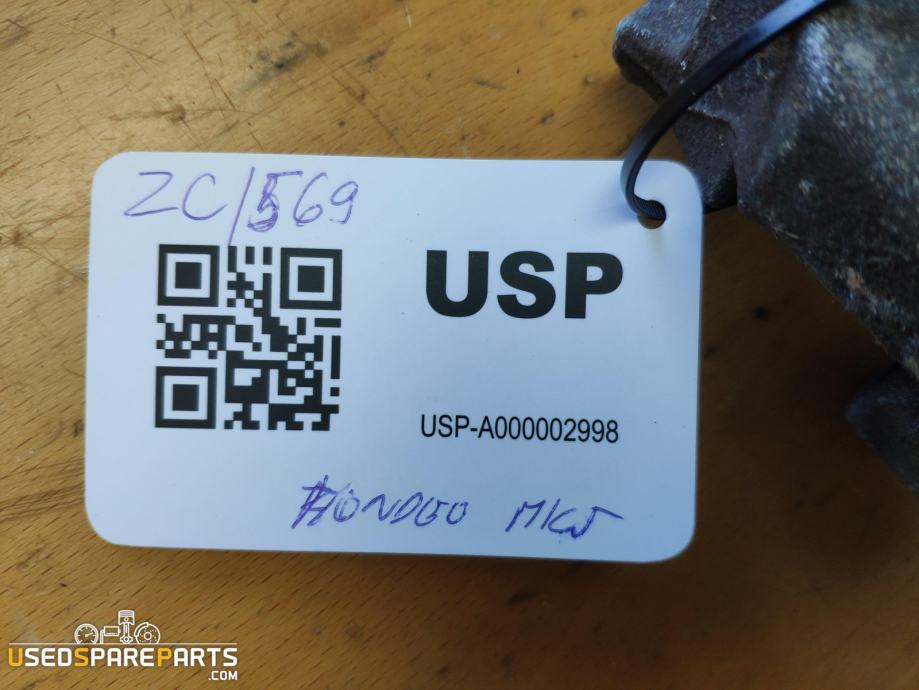 ZC/569
USP
USP-A000002998
MONDEO MK5
USEDSPAREPARTS
.COM